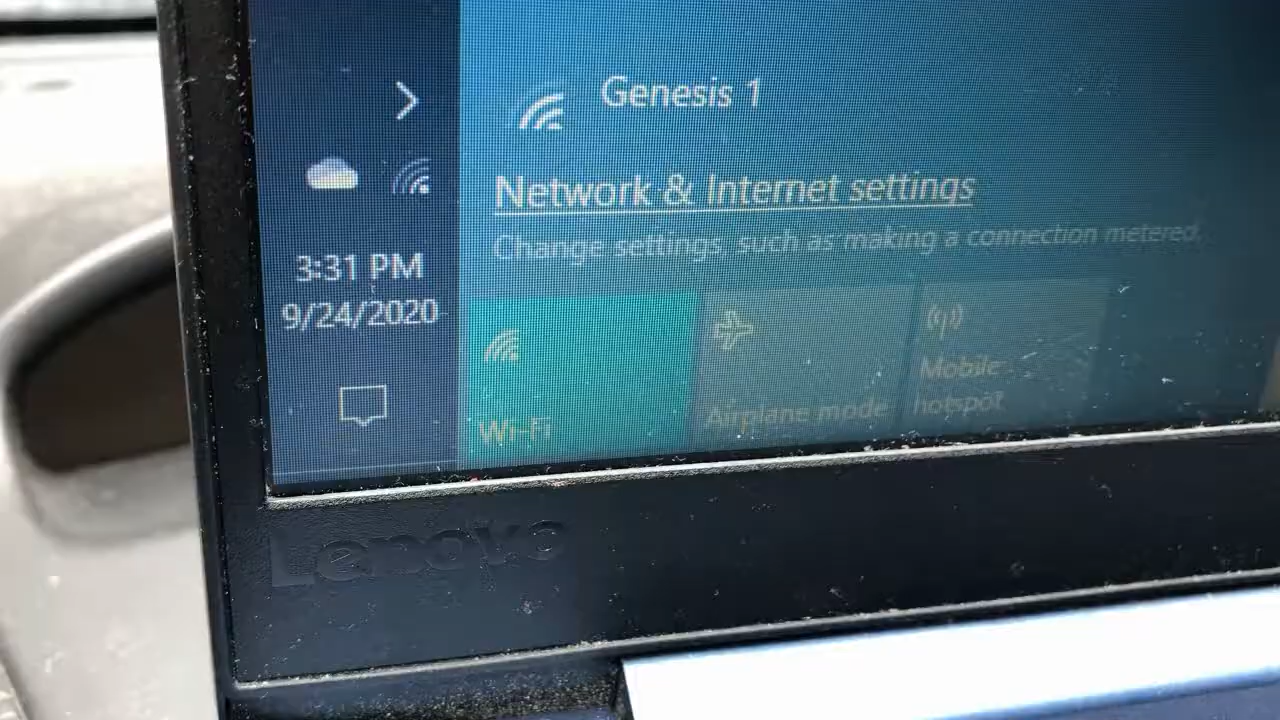 Genesis 1
Network & Internet settings
Change settings, such as making a connection metered.
3:31 PM
9/24/2020
Wi-Fi
Airplane mode
Mobile
hotspot
Lenovo